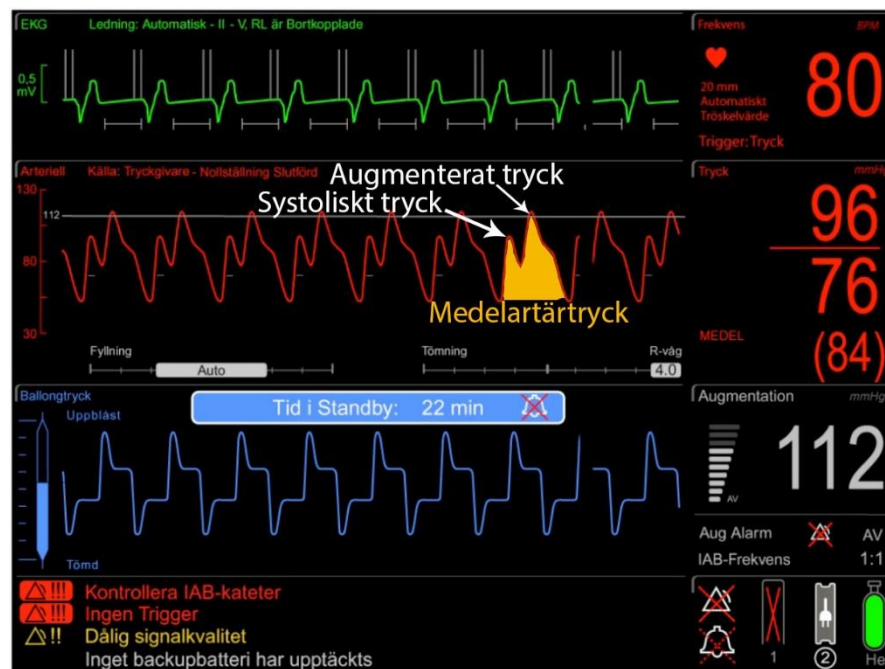 EKG Ledning: Automatisk - II - V, RL är Bortkopplade
0,5
mV
Frekvens BPM
80
20 mm
Automatiskt
Tröskelvärde
Trigger: Tryck
Arteriell Källa: Tryckgivare - Nollställning Slutförd
130
112
80
30
Augmenterat tryck
Systoliskt tryck
Medelartärtryck
Fyllning Tömning R-våg
Auto 4.0
Tryck mmHg
96
76
MEDEL (84)
Ballongtryck
Uppblåst
Tömd
Tid i Standby: 22 min
Augmentation mmHg
112
AV
Aug Alarm AV
IAB-Frekvens 1:1
!!! Kontrollera IAB-kateter
!!! Ingen Trigger
!! Dålig signalkvalitet
Inget backupbatteri har upptäckts
1 2 He